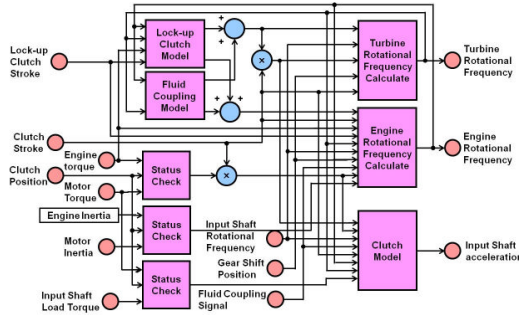 Lock-up
Clutch
Stroke
Clutch
Stroke
Engine
torque
Clutch
Position
Motor
Torque
Engine Inertia
Motor
Inertia
Input Shaft
Load Torque
Lock-up
Clutch
Model
Fluid
Coupling
Model
+
+
+
+
×
×
Status
Check
Status
Check
Status
Check
Input Shaft
Rotational
Frequency
Gear Shift
Position
Fluid Coupling
Signal
Turbine
Rotational
Frequency
Calculate
Engine
Rotational
Frequency
Calculate
Clutch
Model
Turbine
Rotational
Frequency
Engine
Rotational
Frequency
Input Shaft
acceleration